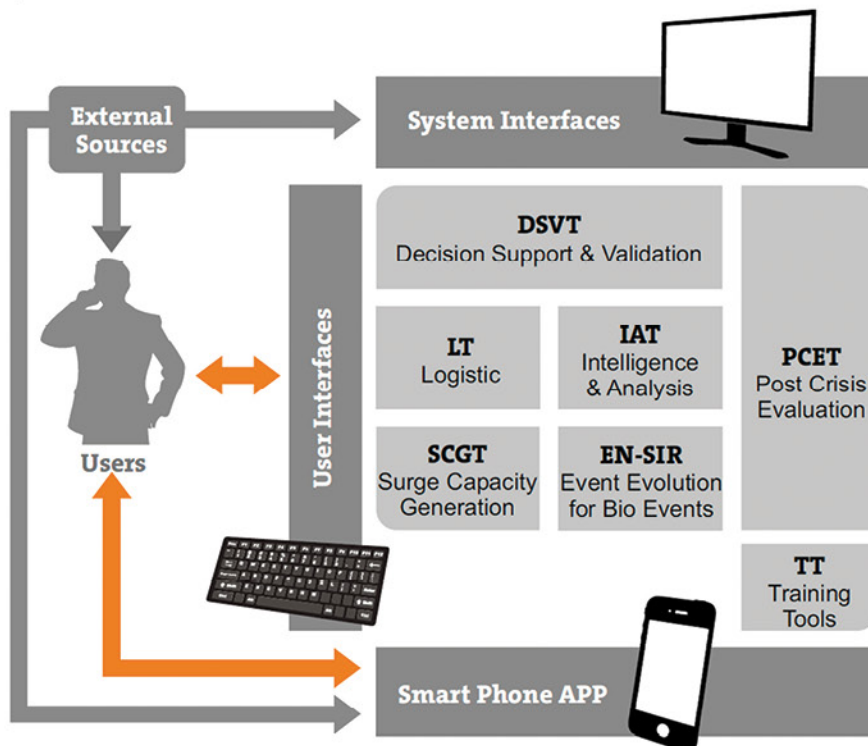 External
Sources
System Interfaces
DSVT
Decision Support & Validation
User Interfaces
LT
Logistic
IAT
Intelligence
& Analysis
PCET
Post Crisis
Evaluation
Users
SCGT
Surge Capacity
Generation
EN-SIR
Event Evolution
for Bio Events
TT
Training
Tools
Smart Phone APP